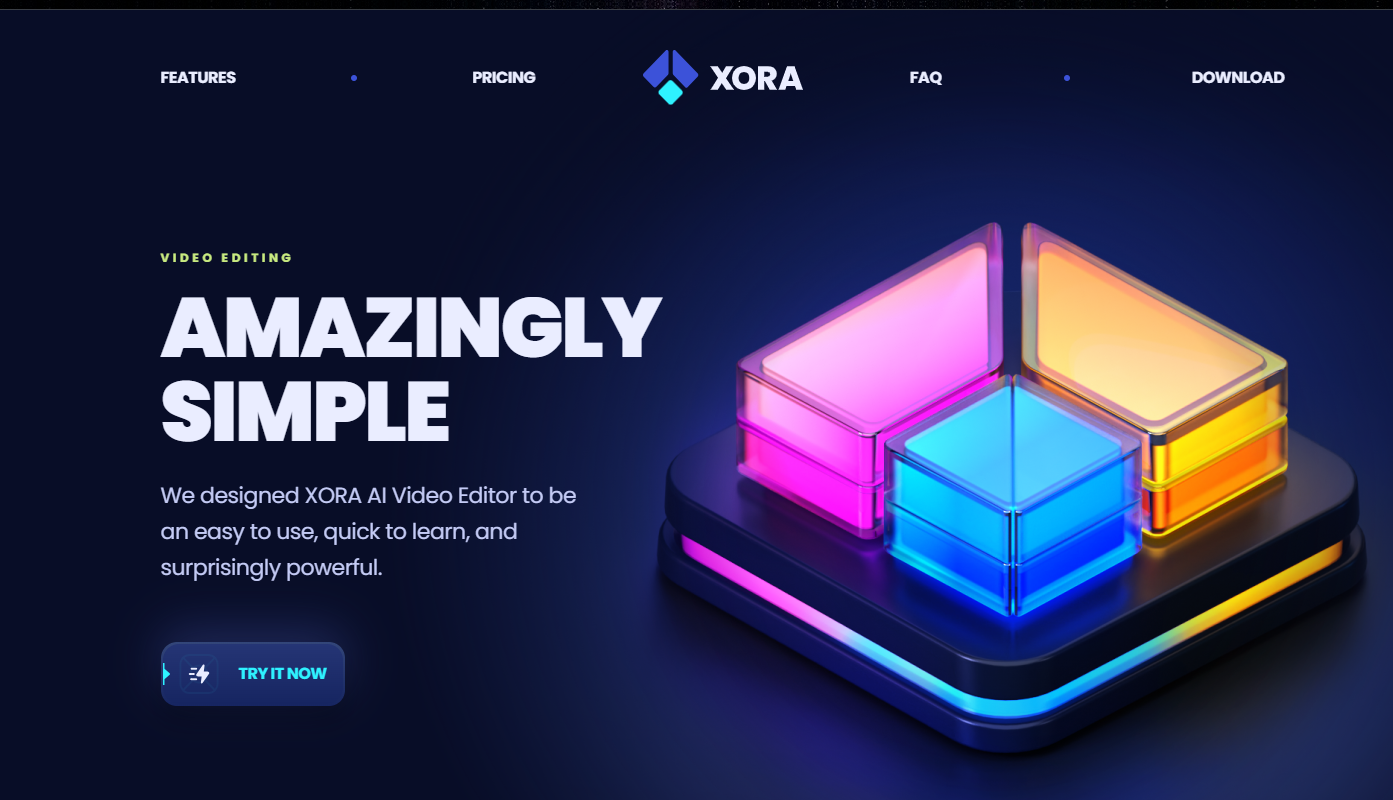 FEATURES
PRICING
XORA
FAQ
DOWNLOAD
VIDEO EDITING
AMAZINGLY
SIMPLE
We designed XORA AI Video Editor to be
an easy to use, quick to learn, and
surprisingly powerful.
TRY IT NOW